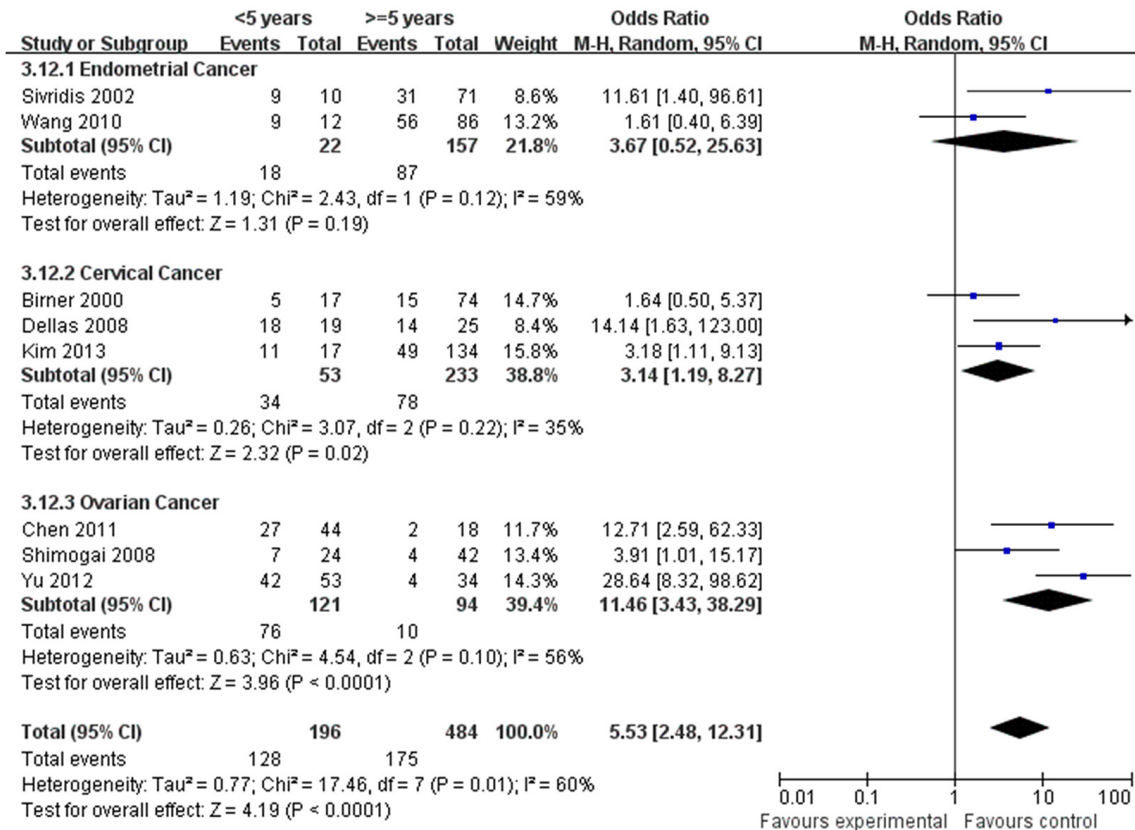 <5 years >=5 years Odds Ratio Odds Ratio
Study or Subgroup Events Total Events Total Weight M-H, Random, 95% CI M-H, Random, 95% CI
3.12.1 Endometrial Cancer
Sivridis 2002 9 10 31 71 8.6% 11.61 [1.40, 96.61]
Wang 2010 9 12 56 86 13.2% 1.61 [0.40, 6.39]
Subtotal (95% CI) 22 157 21.8% 3.67 [0.52, 25.63]
Total events 18 87
Heterogeneity: Tau² = 1.19; Chi² = 2.43, df = 1 (P = 0.12); I² = 59%
Test for overall effect: Z = 1.31 (P = 0.19)
3.12.2 Cervical Cancer
Birner 2000 5 17 15 74 14.7% 1.64 [0.50, 5.37]
Dellas 2008 18 19 14 25 8.4% 14.14 [1.63, 123.00]
Kim 2013 11 17 49 134 15.8% 3.18 [1.11, 9.13]
Subtotal (95% CI) 53 233 38.8% 3.14 [1.19, 8.27]
Total events 34 78
Heterogeneity: Tau² = 0.26; Chi² = 3.07, df = 2 (P = 0.22); I² = 35%
Test for overall effect: Z = 2.32 (P = 0.02)
3.12.3 Ovarian Cancer
Chen 2011 27 44 2 18 11.7% 12.71 [2.59, 62.33]
Shimogai 2008 7 24 4 42 13.4% 3.91 [1.01, 15.17]
Yu 2012 42 53 4 34 14.3% 28.64 [8.32, 98.62]
Subtotal (95% CI) 121 94 39.4% 11.46 [3.43, 38.29]
Total events 76 10
Heterogeneity: Tau² = 0.63; Chi² = 4.54, df = 2 (P = 0.10); I² = 56%
Test for overall effect: Z = 3.96 (P < 0.0001)
Total (95% CI) 196 484 100.0% 5.53 [2.48, 12.31]
Total events 128 175
Heterogeneity: Tau² = 0.77; Chi² = 17.46, df = 7 (P = 0.01); I² = 60%
Test for overall effect: Z = 4.19 (P < 0.0001)
0.01 0.1 1 10 100
Favours experimental Favours control